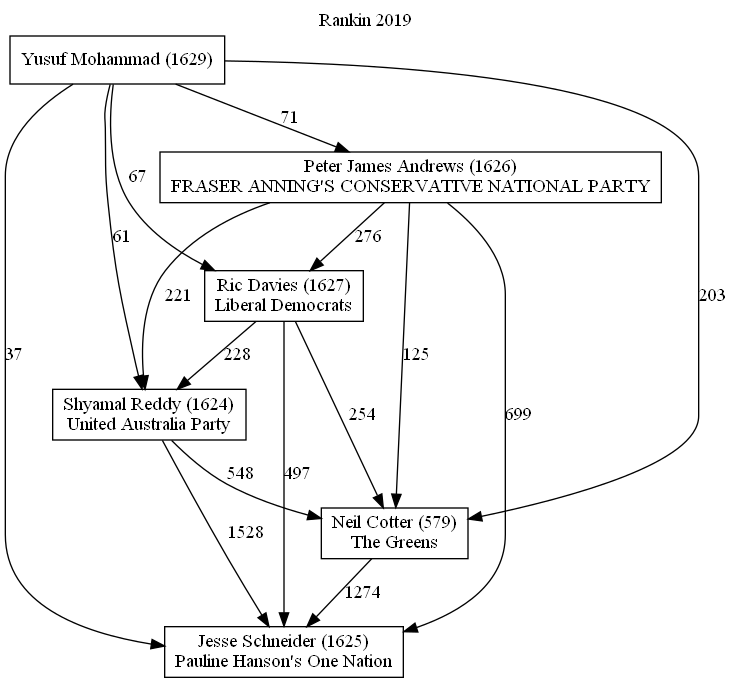 Rankin 2019
Yusuf Mohammad (1629)
71
Peter James Andrews (1626)
FRASER ANNING'S CONSERVATIVE NATIONAL PARTY
67
61
276
Ric Davies (1627)
Liberal Democrats
221
203
37
228
125
Shyamal Reddy (1624)
United Australia Party
254
699
548
497
Neil Cotter (579)
The Greens
1528
1274
Jesse Schneider (1625)
Pauline Hanson's One Nation